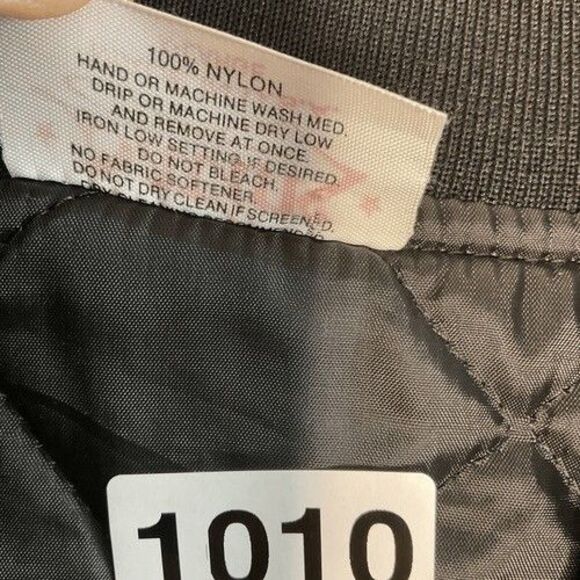 100% NYLON
HAND OR MACHINE WASH MED.
DRIP OR MACHINE DRY LOW
AND REMOVE AT ONCE.
IRON LOW SETTING IF DESIRED.
DO NOT BLEACH.
NO FABRIC SOFTENER.
DO NOT DRY CLEAN IF SCREENED.
1010